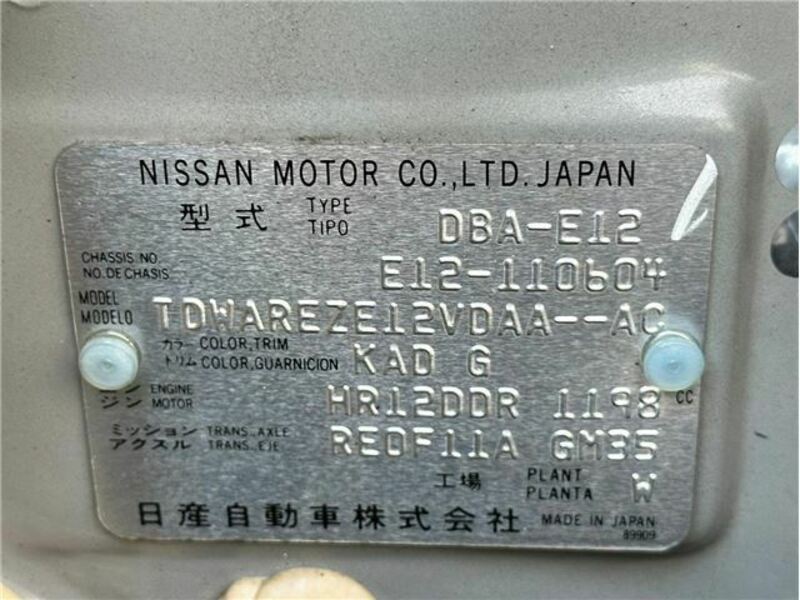 NISSAN MOTOR CO.,LTD. JAPAN
型式 TYPE TIPO DBA-E12
CHASSIS NO. NO. DE CHASIS E12-110604
MODEL MODELO TDWAREZE12VDAA--AC
カラー COLOR, TRIM トリム COLOR, GUARNICION KAD G
ジン ENGINE MOTOR HR12DDR 1198 CC
ミッション TRANS., AXLE アクスル TRANS., EJE RE0F11A GM35
工場 PLANT PLANTA W
日産自動車株式会社 MADE IN JAPAN
89909